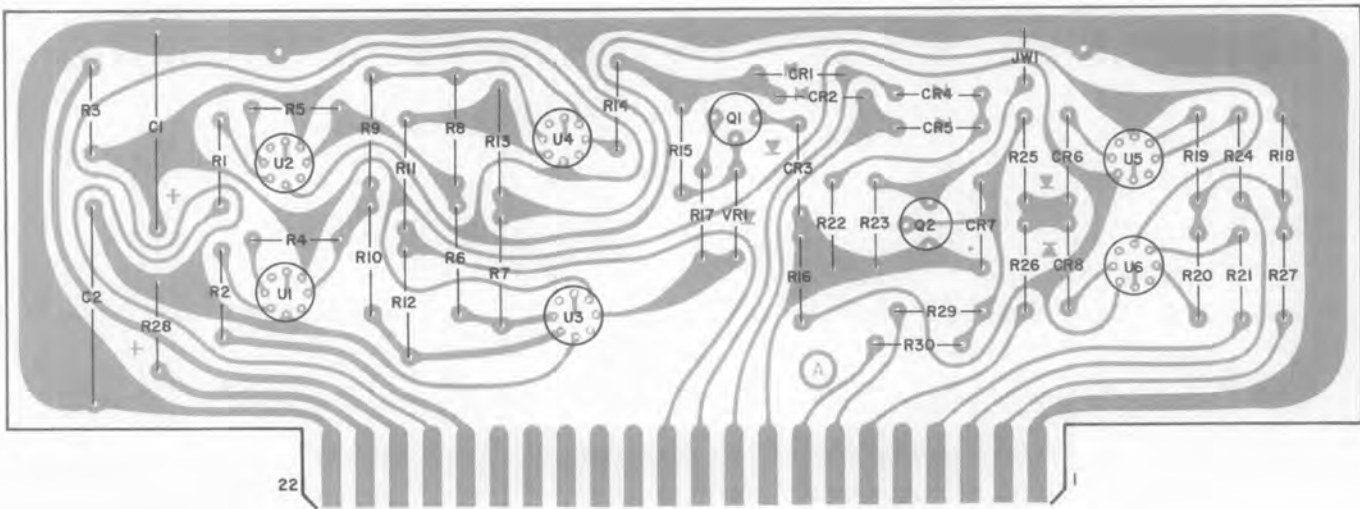 JW1
CR1
CR2
CR4
CR5
R3
C1
R5
R9
R8
R13
U4
R14
R15
Q1
CR3
R25
CR6
U5
R19
R24
R18
U2
R1
R11
R17
VR1
R22
R23
Q2
CR7
+
R4
R10
R6
R7
R12
R16
R26
CR8
U6
R20
R21
R27
C2
R2
U1
U3
R28
R29
R30
+
A
22
1